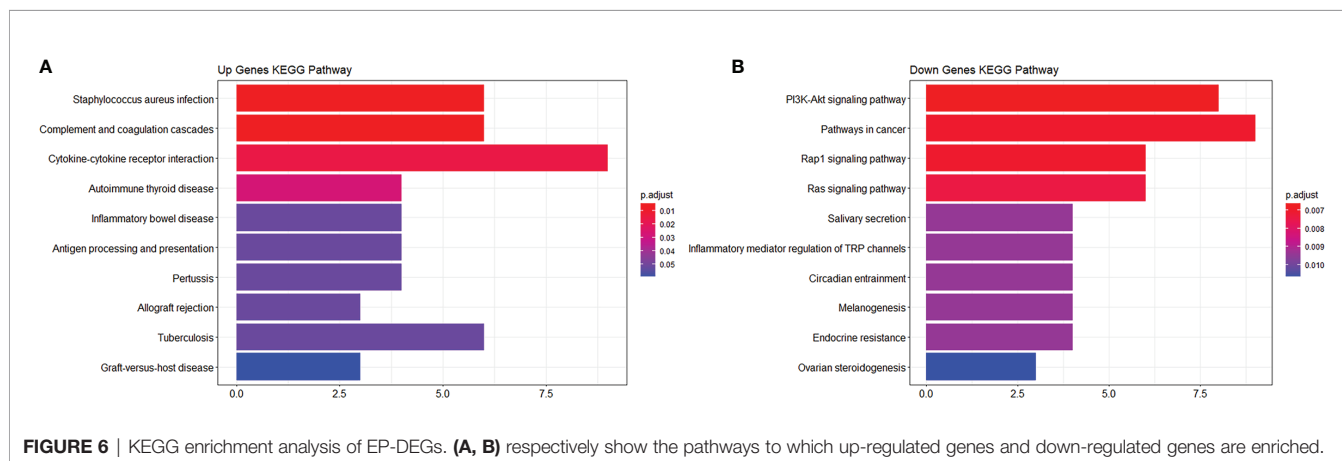 A
Up Genes KEGG Pathway
Staphylococcus aureus infection
Complement and coagulation cascades
Cytokine-cytokine receptor interaction
Autoimmune thyroid disease
Inflammatory bowel disease
Antigen processing and presentation
Pertussis
Allograft rejection
Tuberculosis
Graft-versus-host disease
0.0 2.5 5.0 7.5
p.adjust
0.01
0.02
0.03
0.04
0.05
B
Down Genes KEGG Pathway
PI3K-Akt signaling pathway
Pathways in cancer
Rap1 signaling pathway
Ras signaling pathway
Salivary secretion
Inflammatory mediator regulation of TRP channels
Circadian entrainment
Melanogenesis
Endocrine resistance
Ovarian steroidogenesis
0.0 2.5 5.0 7.5
p.adjust
0.007
0.008
0.009
0.010
FIGURE 6 | KEGG enrichment analysis of EP-DEGs. (A, B) respectively show the pathways to which up-regulated genes and down-regulated genes are enriched.